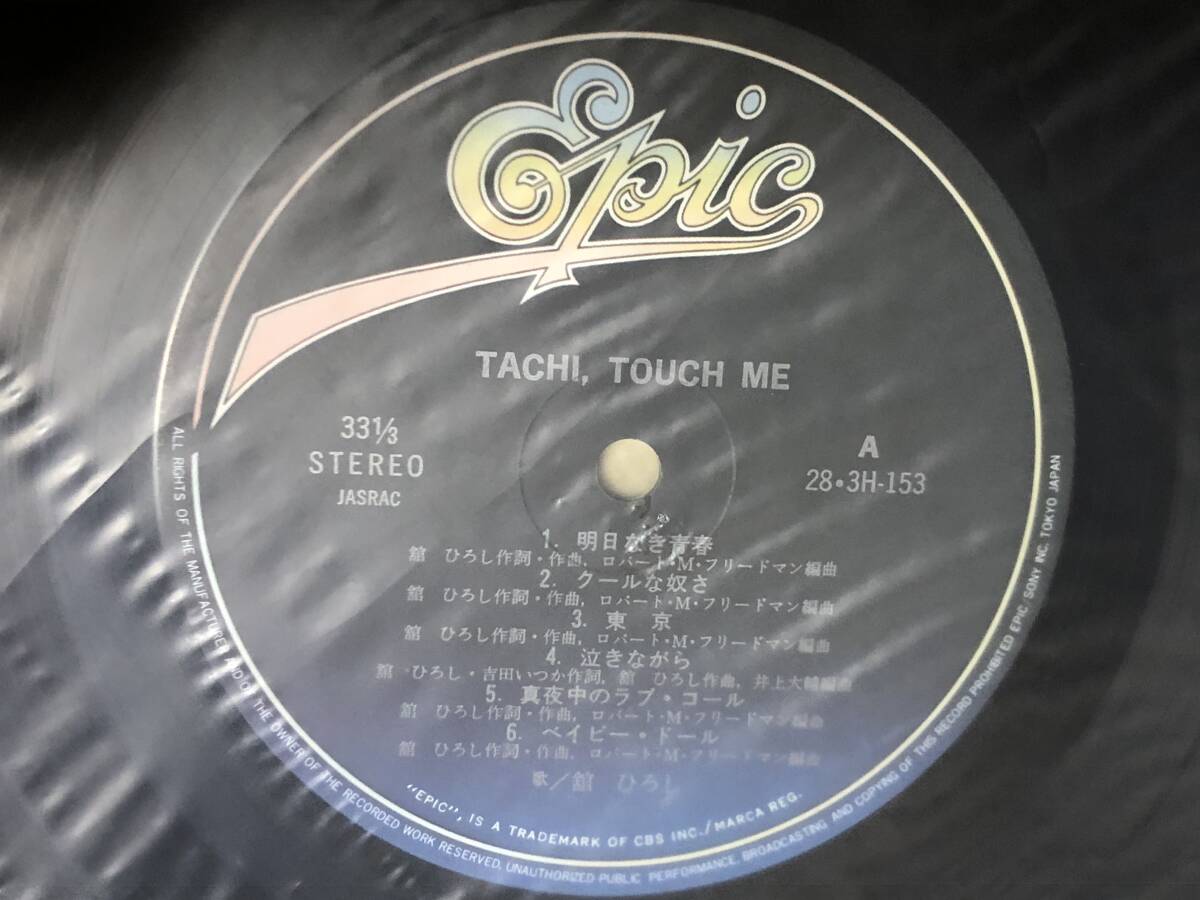 Epic
TACHI, TOUCH ME
33 1/3
STEREO
JASRAC
A
28・3H-153
1. 明日なき青春
舘 ひろし作詞・作曲, ロバート・M・フリードマン編曲
2. クールな奴さ
舘 ひろし作詞・作曲, ロバート・M・フリードマン編曲
3. 東 京
舘 ひろし作詞・作曲, ロバート・M・フリードマン編曲
4. 泣きながら
舘 ひろし・吉田いつか作詞, 舘 ひろし作曲, 井上大輔編曲
5. 真夜中のラブ・コール
舘 ひろし作詞・作曲, ロバート・M・フリードマン編曲
6. ベイビー・ドール
舘 ひろし作詞・作曲, ロバート・M・フリードマン編曲
歌/舘 ひろし
"EPIC", IS A TRADEMARK OF CBS INC./MARCA REG.
ALL RIGHTS OF THE MANUFACTURER AND OF THE OWNER OF THE RECORDED WORK RESERVED, UNAUTHORIZED PUBLIC PERFORMANCE, BROADCASTING AND COPYING OF THIS RECORD PROHIBITED EPIC/SONY INC. TOKYO JAPAN